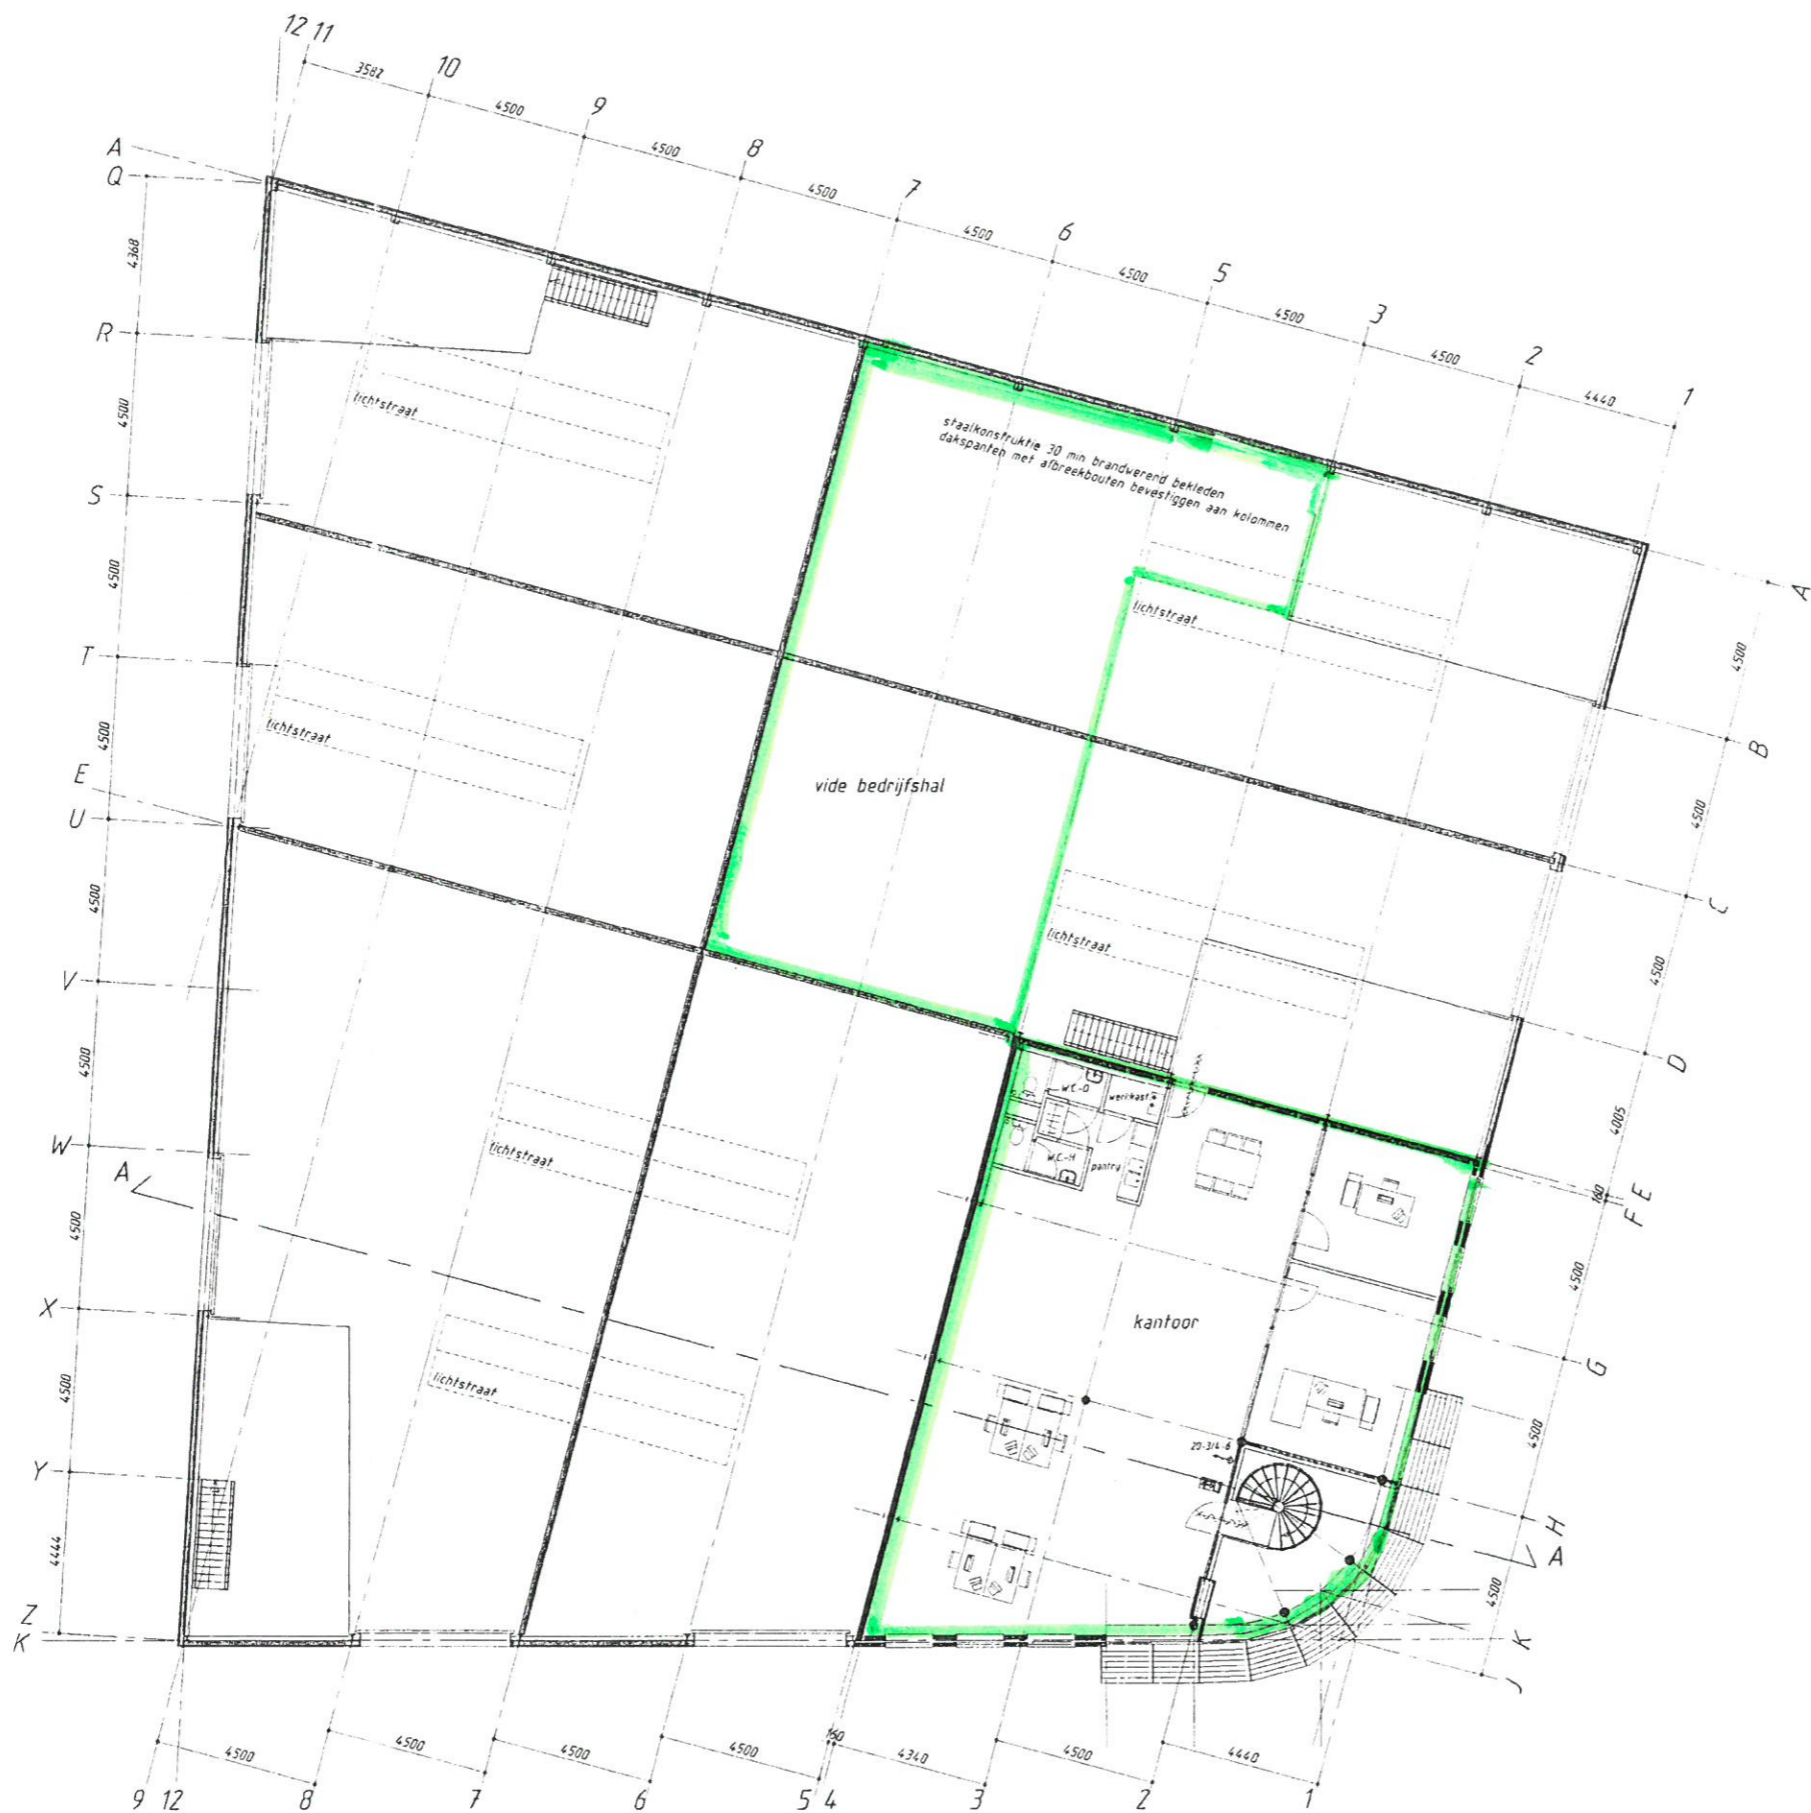 12 11
3582
10
4500
9
4500
8
4500
7
4500
6
4500
5
4500
3
4500
2
4440
1
A
Q
4368
R
4500
S
4500
T
4500
E
U
4500
V
4500
W
A
4500
X
4500
Y
4444
Z
K
lichtstraat
staalkonstruktie 30 min brandwerend bekleden
dakspanten met afbreekbouten bevestiggen aan kolommen
lichtstraat
lichtstraat
vide bedrijfshal
lichtstraat
W.C.-D
werkkast
W.C.-H
pantry
lichtstraat
kantoor
lichtstraat
A
4500
B
4500
C
4500
D
4005
160
E
F
4500
G
4500
H
A
4500
K
J
4500
4500
4500
4500
160
4340
4500
4440
9 12
8
7
6
5 4
3
2
1